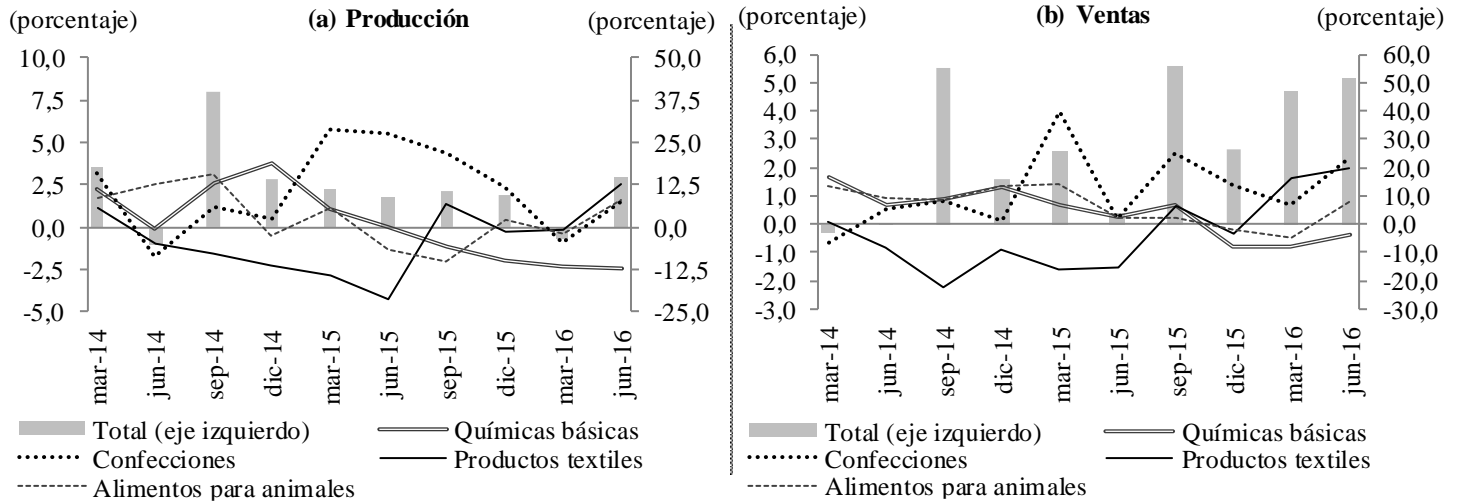 (porcentaje) (a) Producción (porcentaje)
10,0 50,0
7,5 37,5
5,0 25,0
2,5 12,5
0,0 0,0
-2,5 -12,5
-5,0 -25,0
mar-14 jun-14 sep-14 dic-14 mar-15 jun-15 sep-15 dic-15 mar-16 jun-16
Total (eje izquierdo) Químicas básicas
Confecciones Productos textiles
Alimentos para animales
(porcentaje) (b) Ventas (porcentaje)
6,0 60,0
5,0 50,0
4,0 40,0
3,0 30,0
2,0 20,0
1,0 10,0
0,0 0,0
-1,0 -10,0
-2,0 -20,0
-3,0 -30,0
mar-14 jun-14 sep-14 dic-14 mar-15 jun-15 sep-15 dic-15 mar-16 jun-16
Total (eje izquierdo) Químicas básicas
Confecciones Productos textiles
Alimentos para animales